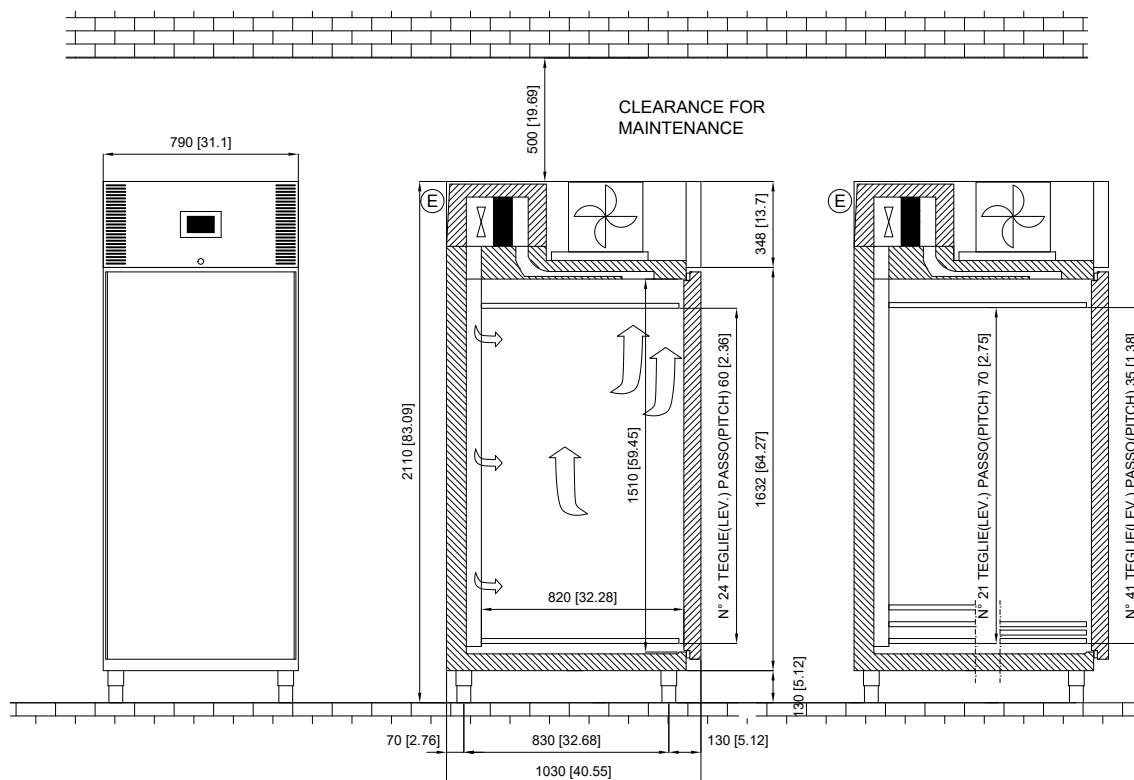 CLEARANCE FOR
MAINTENANCE
500 [19.69]
790 [31.1]
E
E
348 [13.7]
2110 [83.09]
1510 [59.45]
N° 24 TEGLIE(LEV.) PASSO(PITCH) 60 [2.36]
1632 [64.27]
N° 21 TEGLIE(LEV.) PASSO(PITCH) 70 [2.75]
N° 41 TEGLIE(LEV.) PASSO(PITCH) 35 [1.38]
820 [32.28]
130 [5.12]
70 [2.76]
830 [32.68]
130 [5.12]
1030 [40.55]